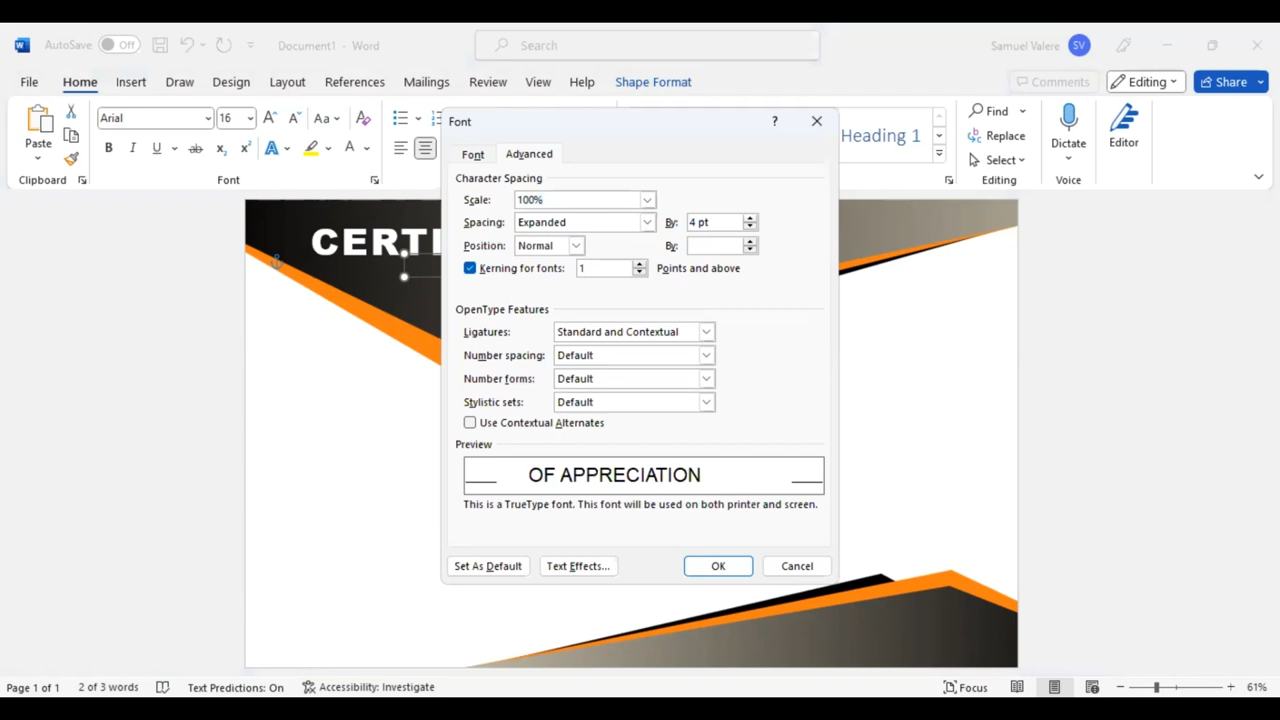 AutoSave Off Document1 - Word Search Samuel Valere SV
File Home Insert Draw Design Layout References Mailings Review View Help Shape Format Comments Editing Share
Paste Arial 16 Aa Heading 1 Find Replace Select Dictate Editor
Clipboard Font Editing Voice
CERTI
Font
Font Advanced
Character Spacing
Scale: 100%
Spacing: Expanded By: 4 pt
Position: Normal By:
Kerning for fonts: 1 Points and above
OpenType Features
Ligatures: Standard and Contextual
Number spacing: Default
Number forms: Default
Stylistic sets: Default
Use Contextual Alternates
Preview
OF APPRECIATION
This is a TrueType font. This font will be used on both printer and screen.
Set As Default Text Effects... OK Cancel
Page 1 of 1 2 of 3 words Text Predictions: On Accessibility: Investigate Focus 61%